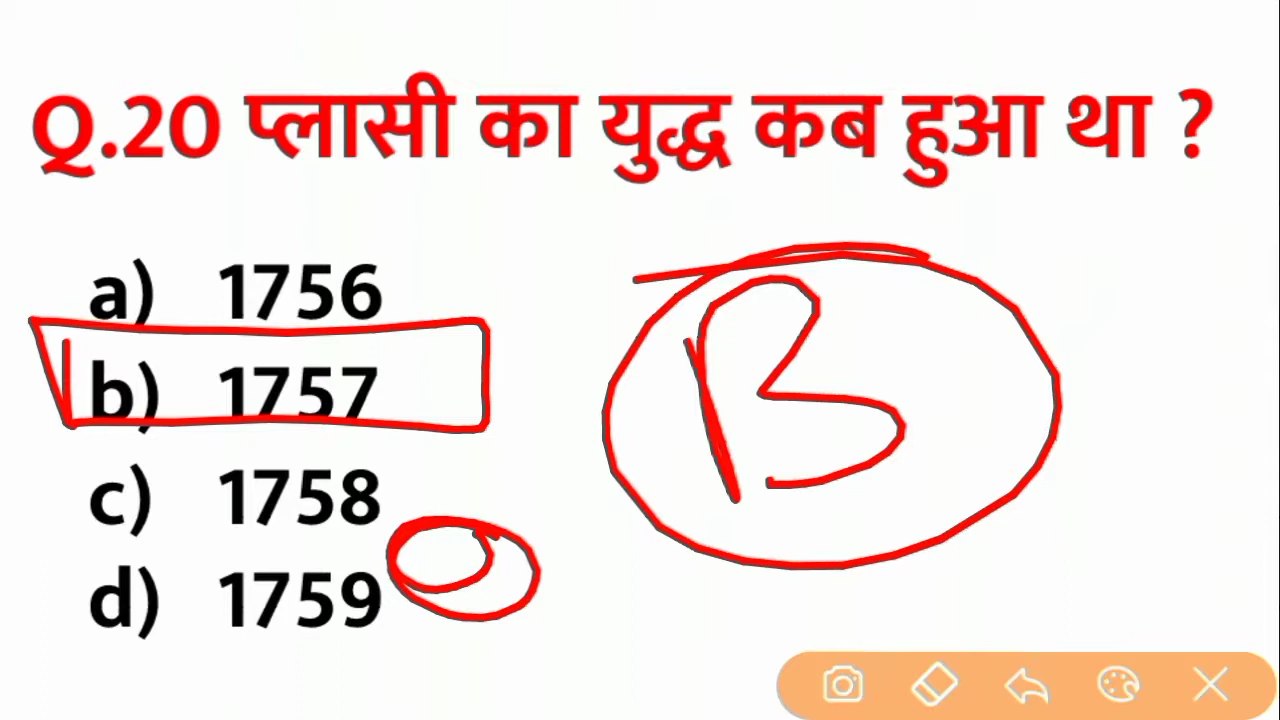 Q.20 प्लासी का युद्ध कब हुआ था ?
a) 1756
b) 1757
B
c) 1758
d) 1759